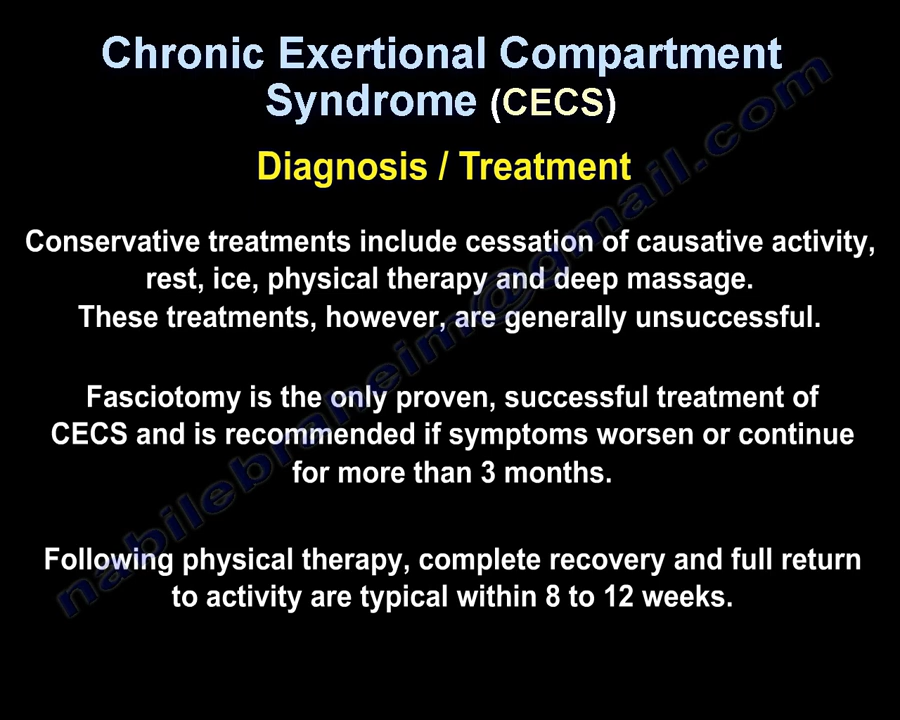 Chronic Exertional Compartment
Syndrome (CECS)
Diagnosis / Treatment
Conservative treatments include cessation of causative activity,
rest, ice, physical therapy and deep massage.
These treatments, however, are generally unsuccessful.
Fasciotomy is the only proven, successful treatment of
CECS and is recommended if symptoms worsen or continue
for more than 3 months.
Following physical therapy, complete recovery and full return
to activity are typical within 8 to 12 weeks.
nabilebraheim@gmail.com